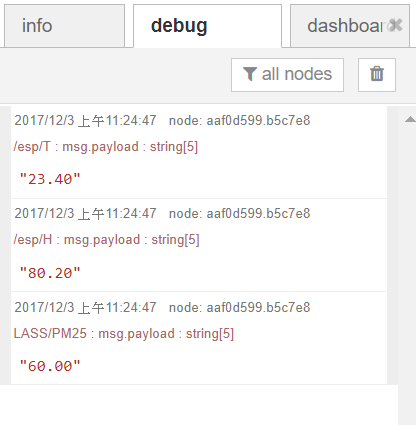 info
debug
dashboar
all nodes
2017/12/3 上午11:24:47 node: aaf0d599.b5c7e8
/esp/T : msg.payload : string[5]
"23.40"
2017/12/3 上午11:24:47 node: aaf0d599.b5c7e8
/esp/H : msg.payload : string[5]
"80.20"
2017/12/3 上午11:24:47 node: aaf0d599.b5c7e8
LASS/PM25 : msg.payload : string[5]
"60.00"